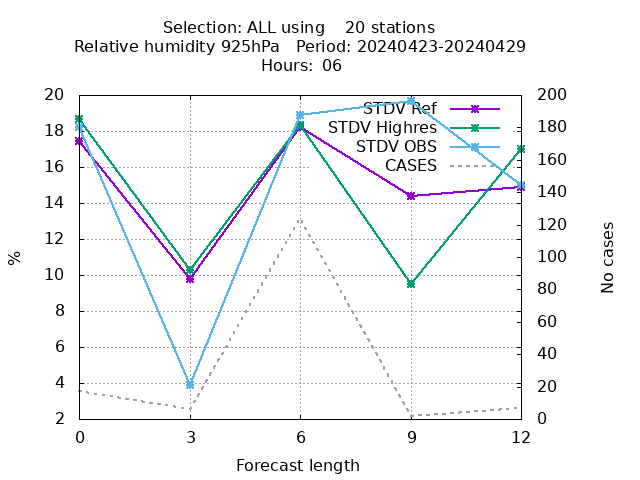 Selection: ALL using    20 stations
Relative humidity 925hPa   Period: 20240423-20240429
Hours: 06
STDV Ref
STDV Highres
STDV OBS
CASES
20
18
16
14
12
10
8
6
4
2
%
200
180
160
140
120
100
80
60
40
20
0
No cases
0 3 6 9 12
Forecast length